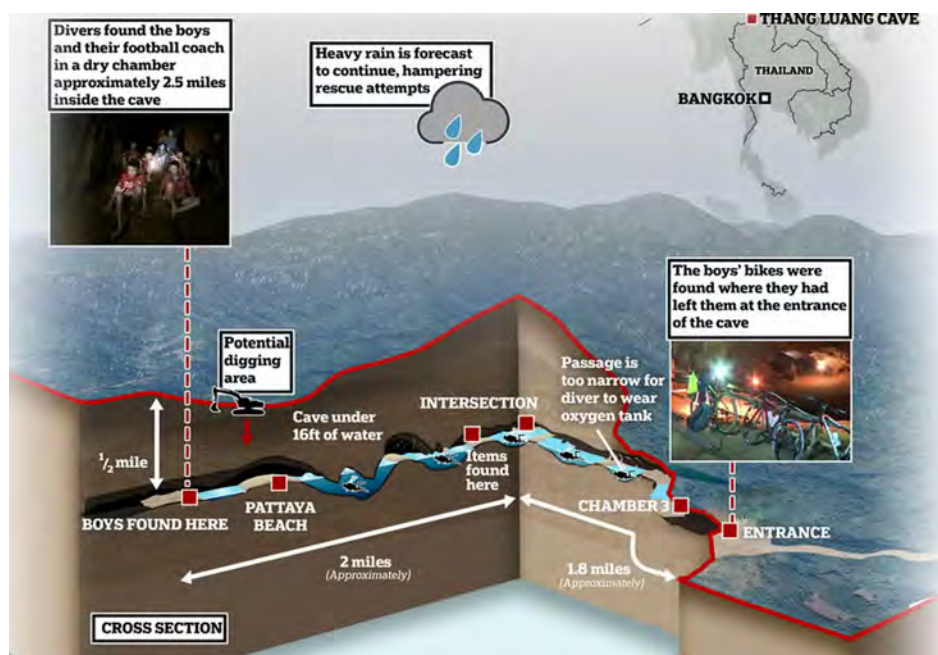 Divers found the boys
and their football coach
in a dry chamber
approximately 2.5 miles
inside the cave
Heavy rain is forecast
to continue, hampering
rescue attempts
THANG LUANG CAVE
THAILAND
BANGKOK
The boys' bikes were
found where they had
left them at the entrance
of the cave
Potential
digging
area
Passage is
too narrow for
diver to wear
oxygen tank
INTERSECTION
Cave under
16ft of water
Items
found
here
1/2 mile
BOYS FOUND HERE
PATTAYA
BEACH
CHAMBER 3
ENTRANCE
2 miles
(Approximately)
1.8 miles
(Approximately)
CROSS SECTION